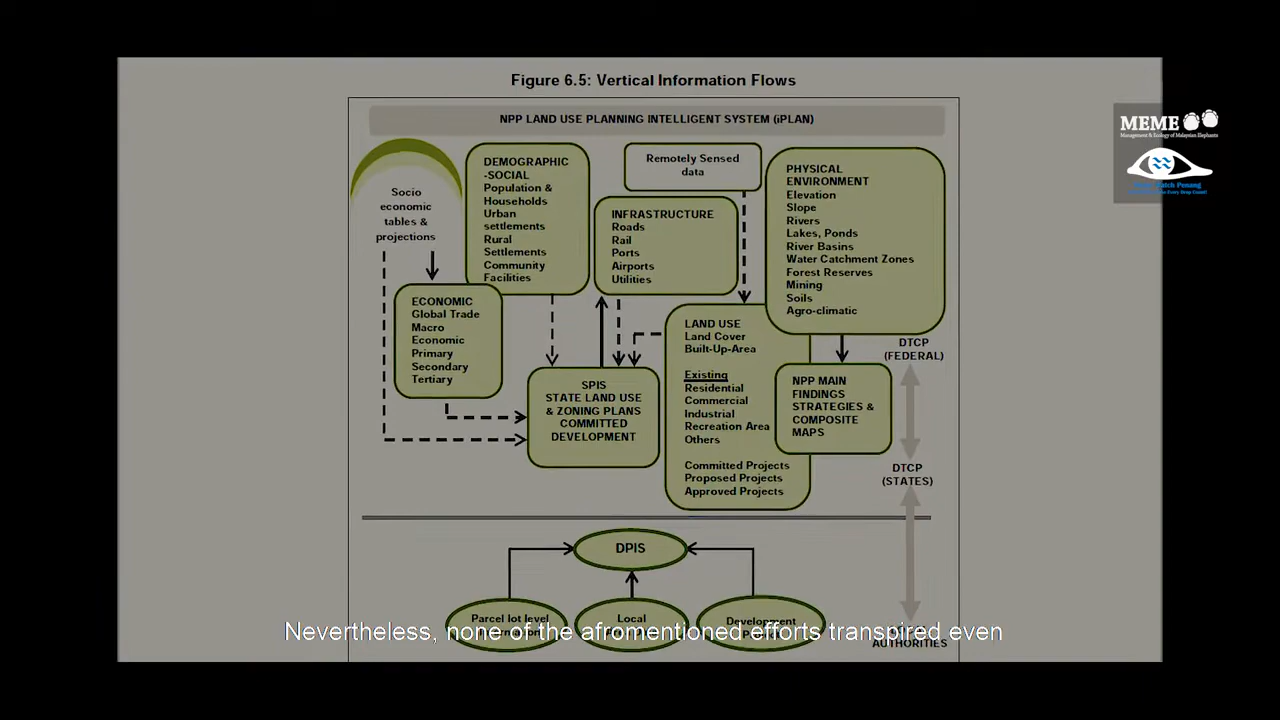 Figure 6.5: Vertical Information Flows
NPP LAND USE PLANNING INTELLIGENT SYSTEM (iPLAN)
MEME
Management & Ecology of Malaysian Elephants
Socio
economic
tables &
projections
DEMOGRAPHIC
-SOCIAL
Population &
Households
Urban
settlements
Rural
Settlements
Community
Facilities
Remotely Sensed
data
INFRASTRUCTURE
Roads
Rail
Ports
Airports
Utilities
PHYSICAL
ENVIRONMENT
Elevation
Slope
Rivers
Lakes, Ponds
River Basins
Water Catchment Zones
Forest Reserves
Mining
Soils
Agro-climatic
ECONOMIC
Global Trade
Macro
Economic
Primary
Secondary
Tertiary
SPIS
STATE LAND USE
& ZONING PLANS
COMMITTED
DEVELOPMENT
LAND USE
Land Cover
Built-Up-Area
Existing
Residential
Commercial
Industrial
Recreation Area
Others
Committed Projects
Proposed Projects
Approved Projects
NPP MAIN
FINDINGS
STRATEGIES &
COMPOSITE
MAPS
DTCP
(FEDERAL)
DTCP
(STATES)
DPIS
Parcel lot level
Local
Development
AUTHORITIES
Nevertheless, none of the afromentioned efforts transpired even